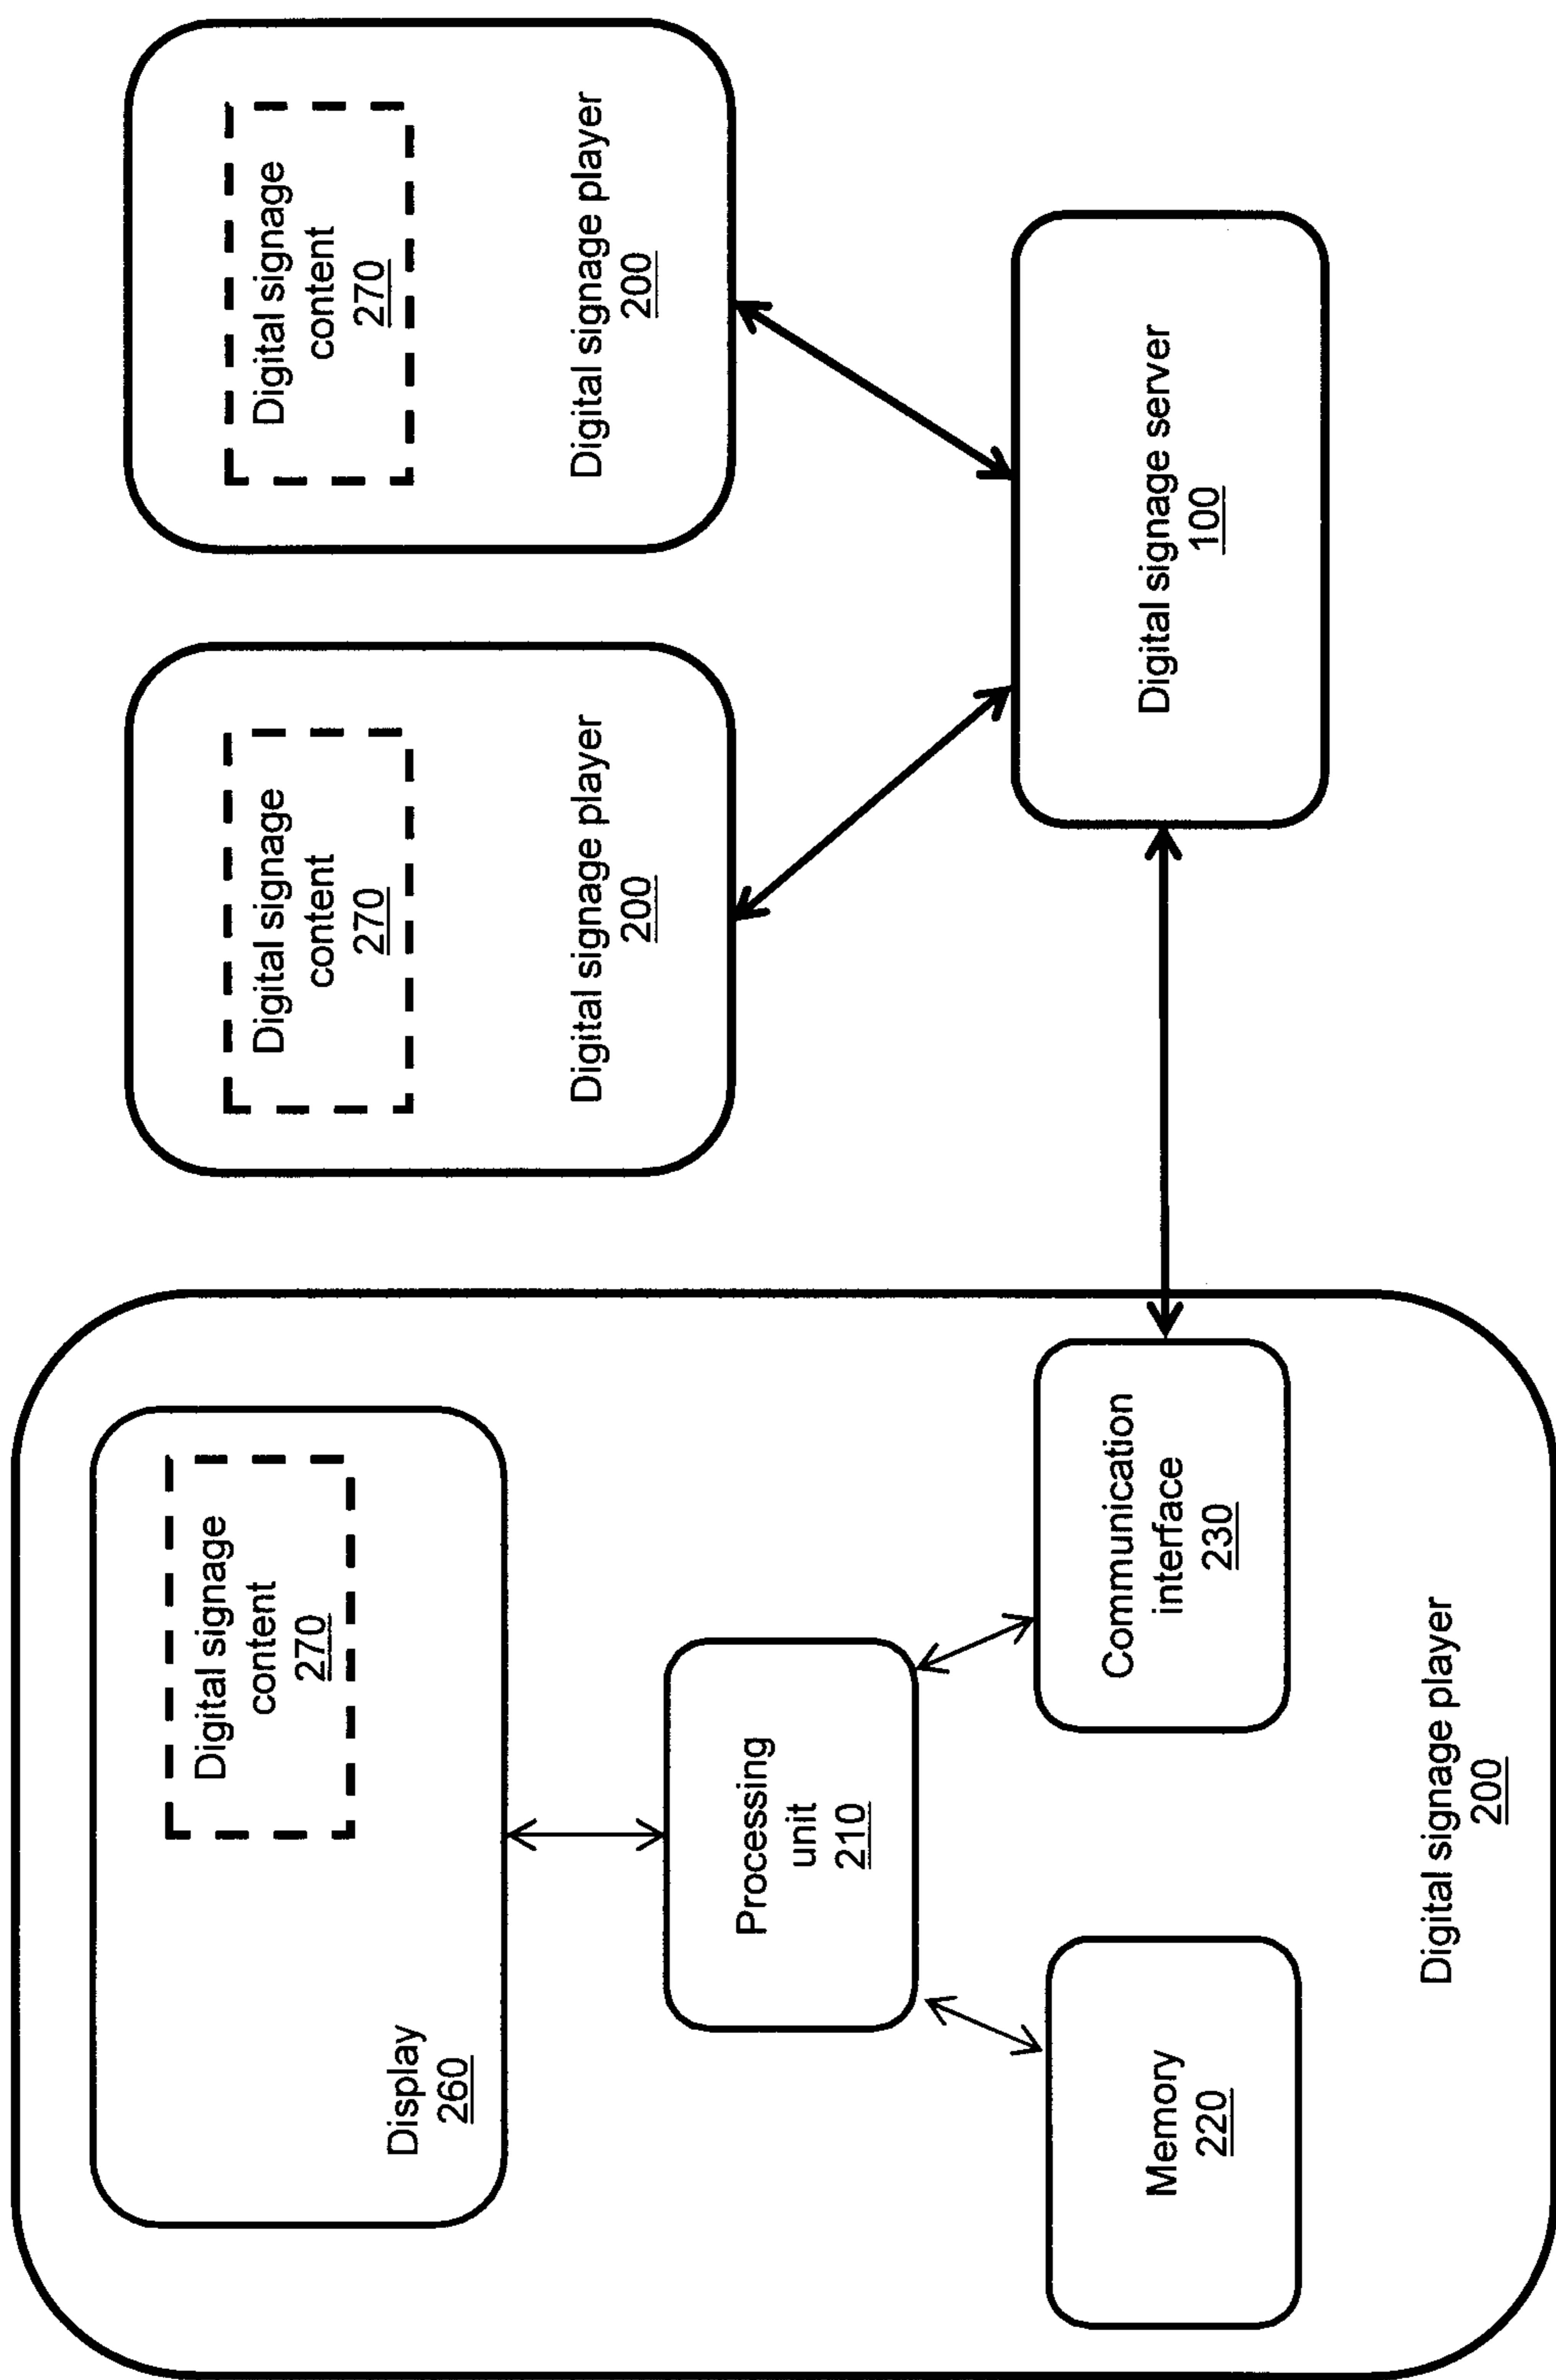 Digital signage
content
270
Display
260
Processing
unit
210
Memory
220
Communication
interface
230
Digital signage player
200
Digital signage
content
270
Digital signage player
200
Digital signage
content
270
Digital signage player
200
Digital signage server
100